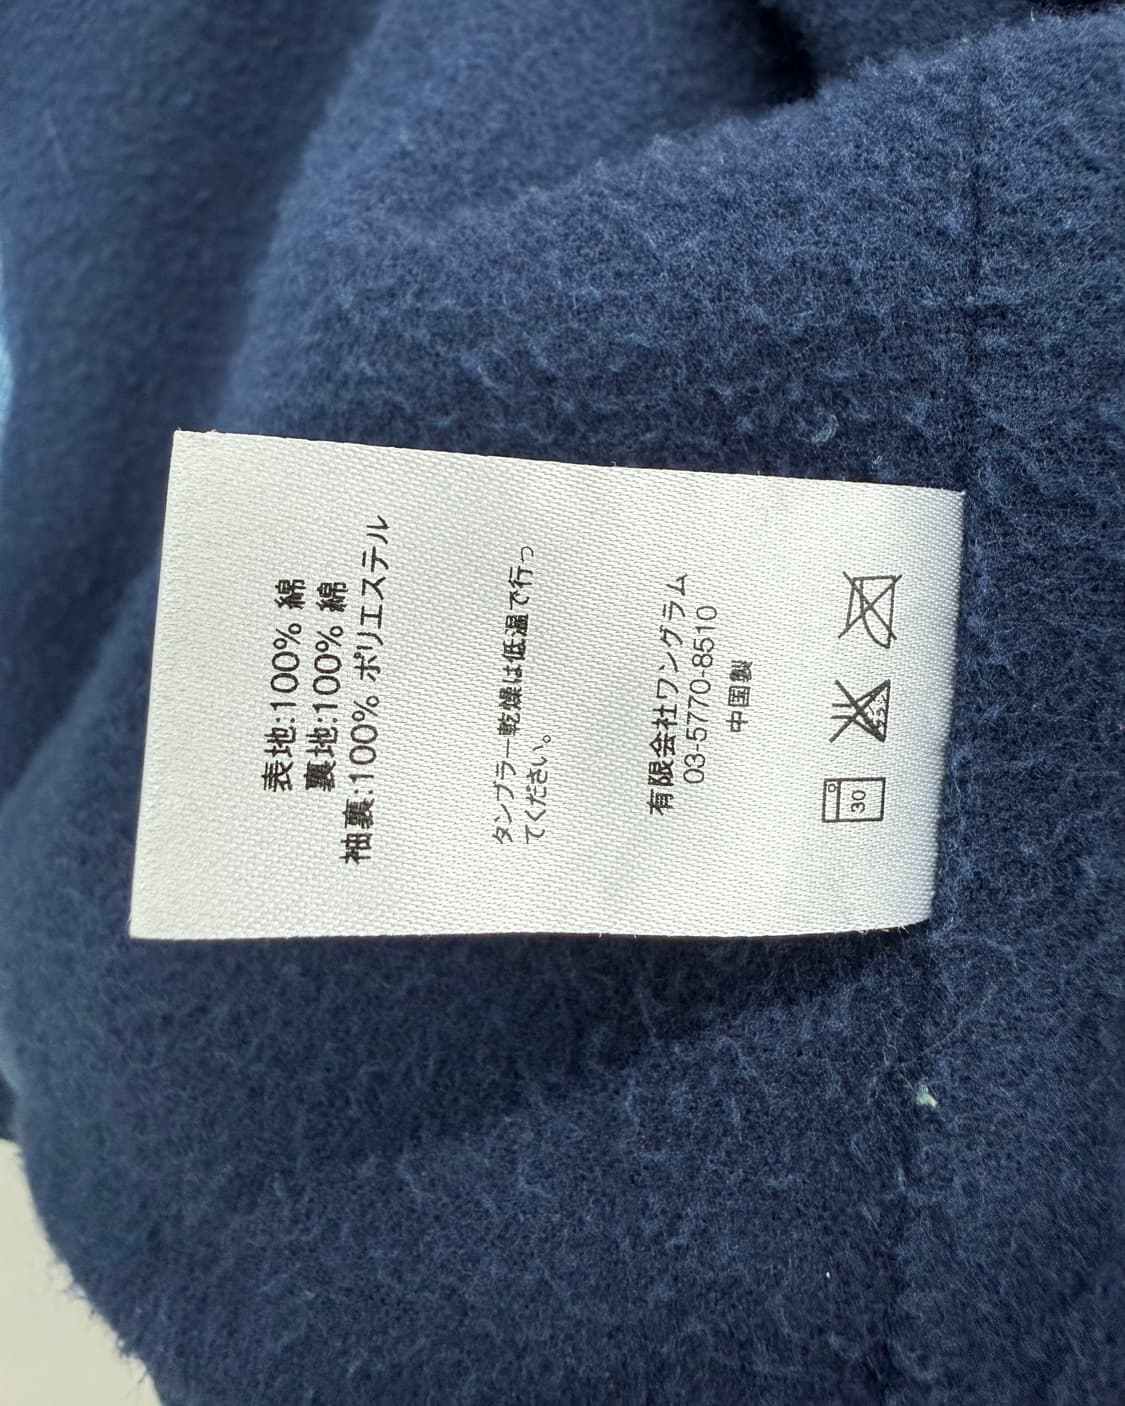 表地:100% 綿
裏地:100% 綿
袖裏:100% ポリエステル
タンブラー乾燥は低温で行っ
てください。
有限会社ワングラム
03-5770-8510
中国製
30